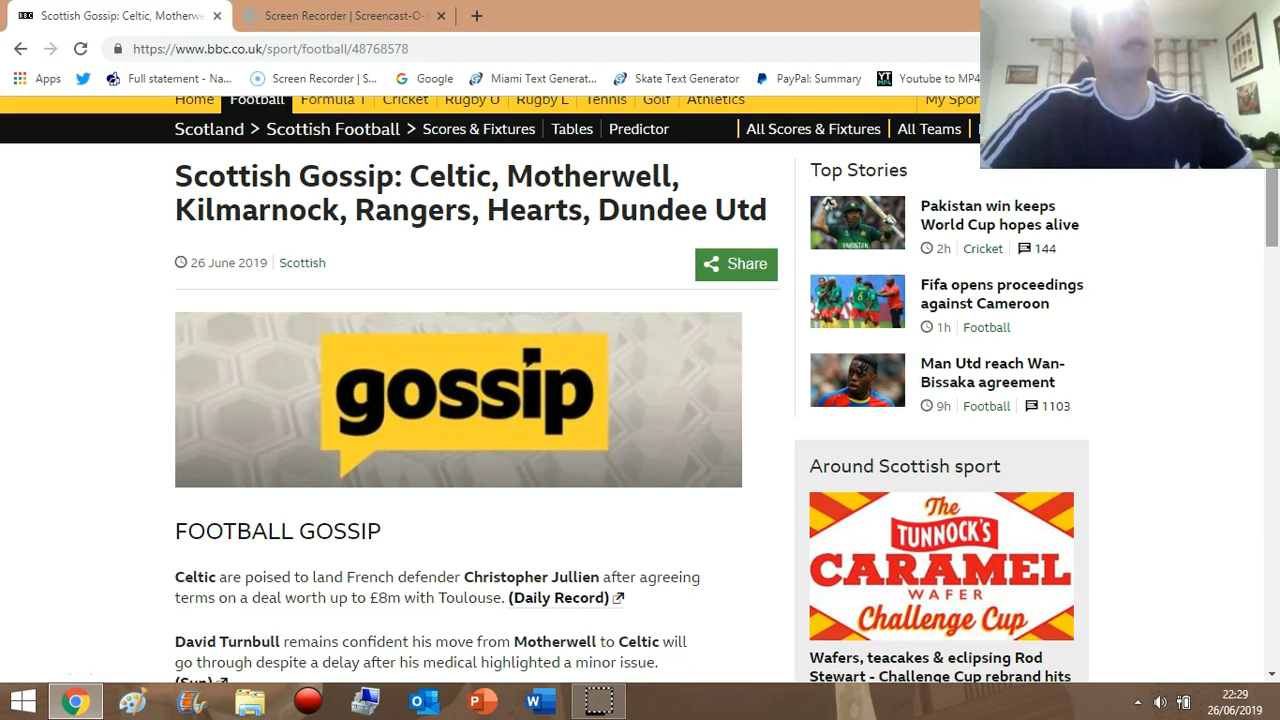 Scottish Gossip: Celtic, Motherwe
Screen Recorder | Screencast-O-
https://www.bbc.co.uk/sport/football/48768578
Apps
Full statement - Na...
Screen Recorder | S...
Google
Miami Text Generat...
Skate Text Generator
PayPal: Summary
YT MP4
Youtube to MP4
Home
Football
Formula 1
Cricket
Rugby U
Rugby L
Tennis
Golf
Athletics
My Spor
Scotland > Scottish Football >
Scores & Fixtures
Tables
Predictor
All Scores & Fixtures
All Teams
Scottish Gossip: Celtic, Motherwell,
Kilmarnock, Rangers, Hearts, Dundee Utd
26 June 2019
Scottish
Share
gossip
FOOTBALL GOSSIP
Celtic are poised to land French defender Christopher Jullien after agreeing
terms on a deal worth up to £8m with Toulouse. (Daily Record)
David Turnbull remains confident his move from Motherwell to Celtic will
go through despite a delay after his medical highlighted a minor issue.
(Sun)
Top Stories
Pakistan win keeps
World Cup hopes alive
2h
Cricket
144
Fifa opens proceedings
against Cameroon
1h
Football
Man Utd reach Wan-
Bissaka agreement
9h
Football
1103
Around Scottish sport
The
TUNNOCK'S
CARAMEL
WAFER
Challenge Cup
Wafers, teacakes & eclipsing Rod
Stewart - Challenge Cup rebrand hits
22:29
26/06/2019